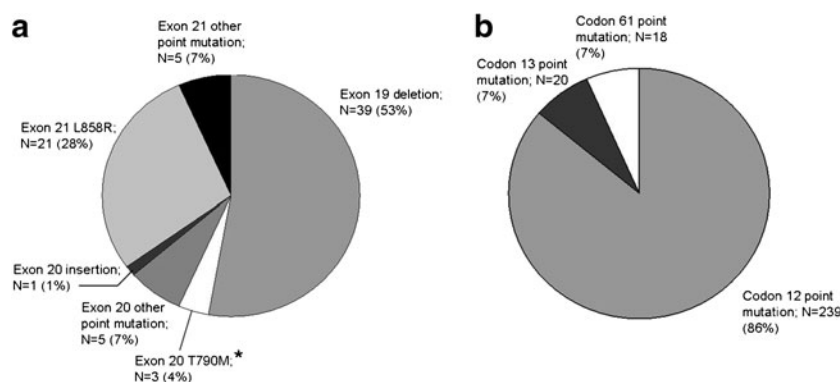 a
Exon 21 other
point mutation;
N=5 (7%)
Exon 19 deletion;
N=39 (53%)
Exon 21 L858R;
N=21 (28%)
Exon 20 insertion;
N=1 (1%)
Exon 20 other
point mutation;
N=5 (7%)
Exon 20 T790M;*
N=3 (4%)
b
Codon 61 point
mutation; N=18
(7%)
Codon 13 point
mutation; N=20
(7%)
Codon 12 point
mutation; N=239
(86%)